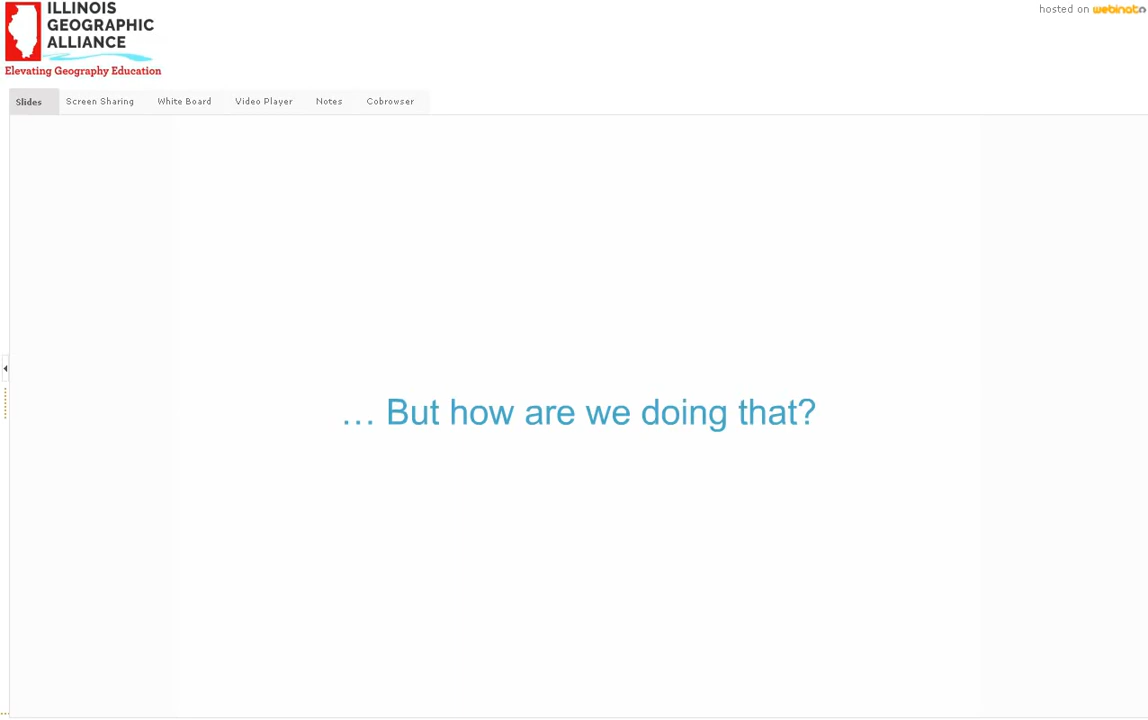 ILLINOIS
GEOGRAPHIC
ALLIANCE
Elevating Geography Education
hosted on webinato
Slides Screen Sharing White Board Video Player Notes Cobrowser
… But how are we doing that?